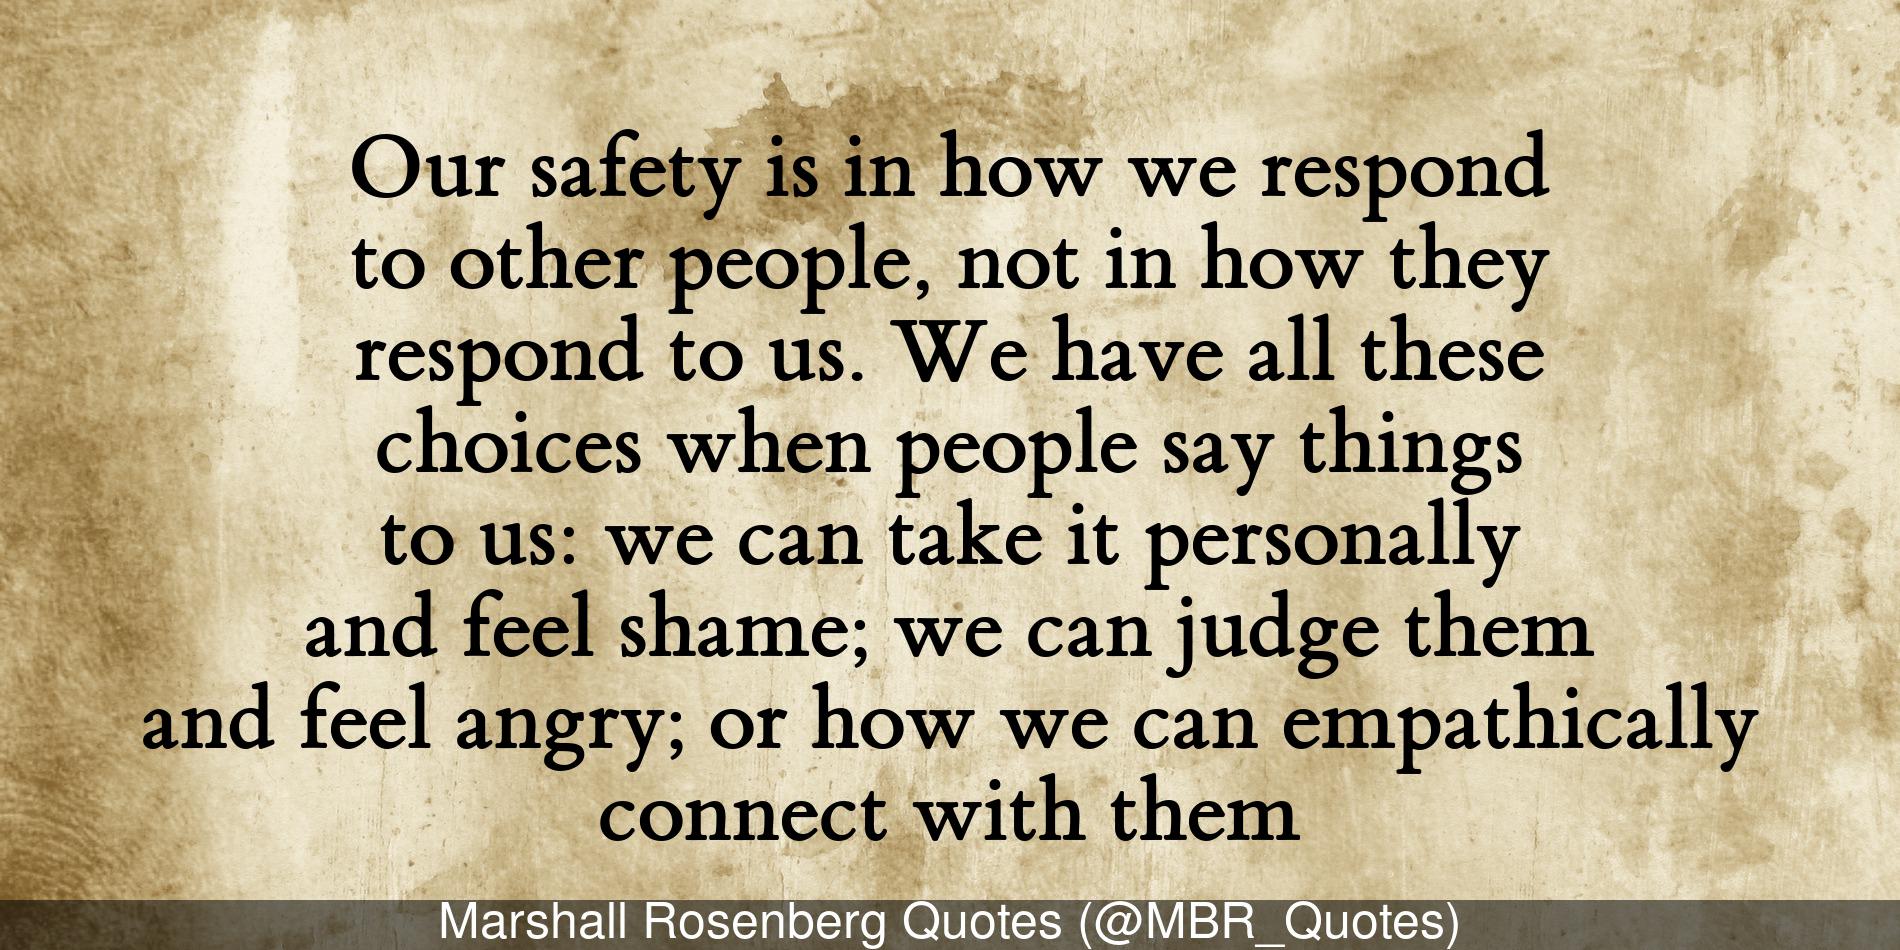 Our safety is in how we respond
to other people, not in how they
respond to us. We have all these
choices when people say things
to us: we can take it personally
and feel shame; we can judge them
and feel angry; or how we can empathically
connect with them
Marshall Rosenberg Quotes (@MBR_Quotes)